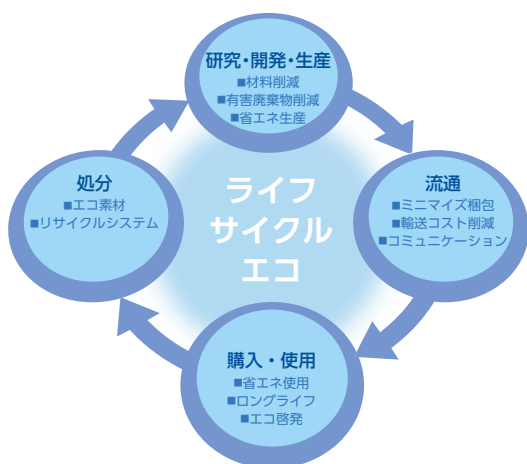 研究・開発・生産
■材料削減
■有害廃棄物削減
■省エネ生産
処分
■エコ素材
■リサイクルシステム
ライフ
サイクル
エコ
流通
■ミニマイズ梱包
■輸送コスト削減
■コミュニケーション
購入・使用
■省エネ使用
■ロングライフ
■エコ啓発